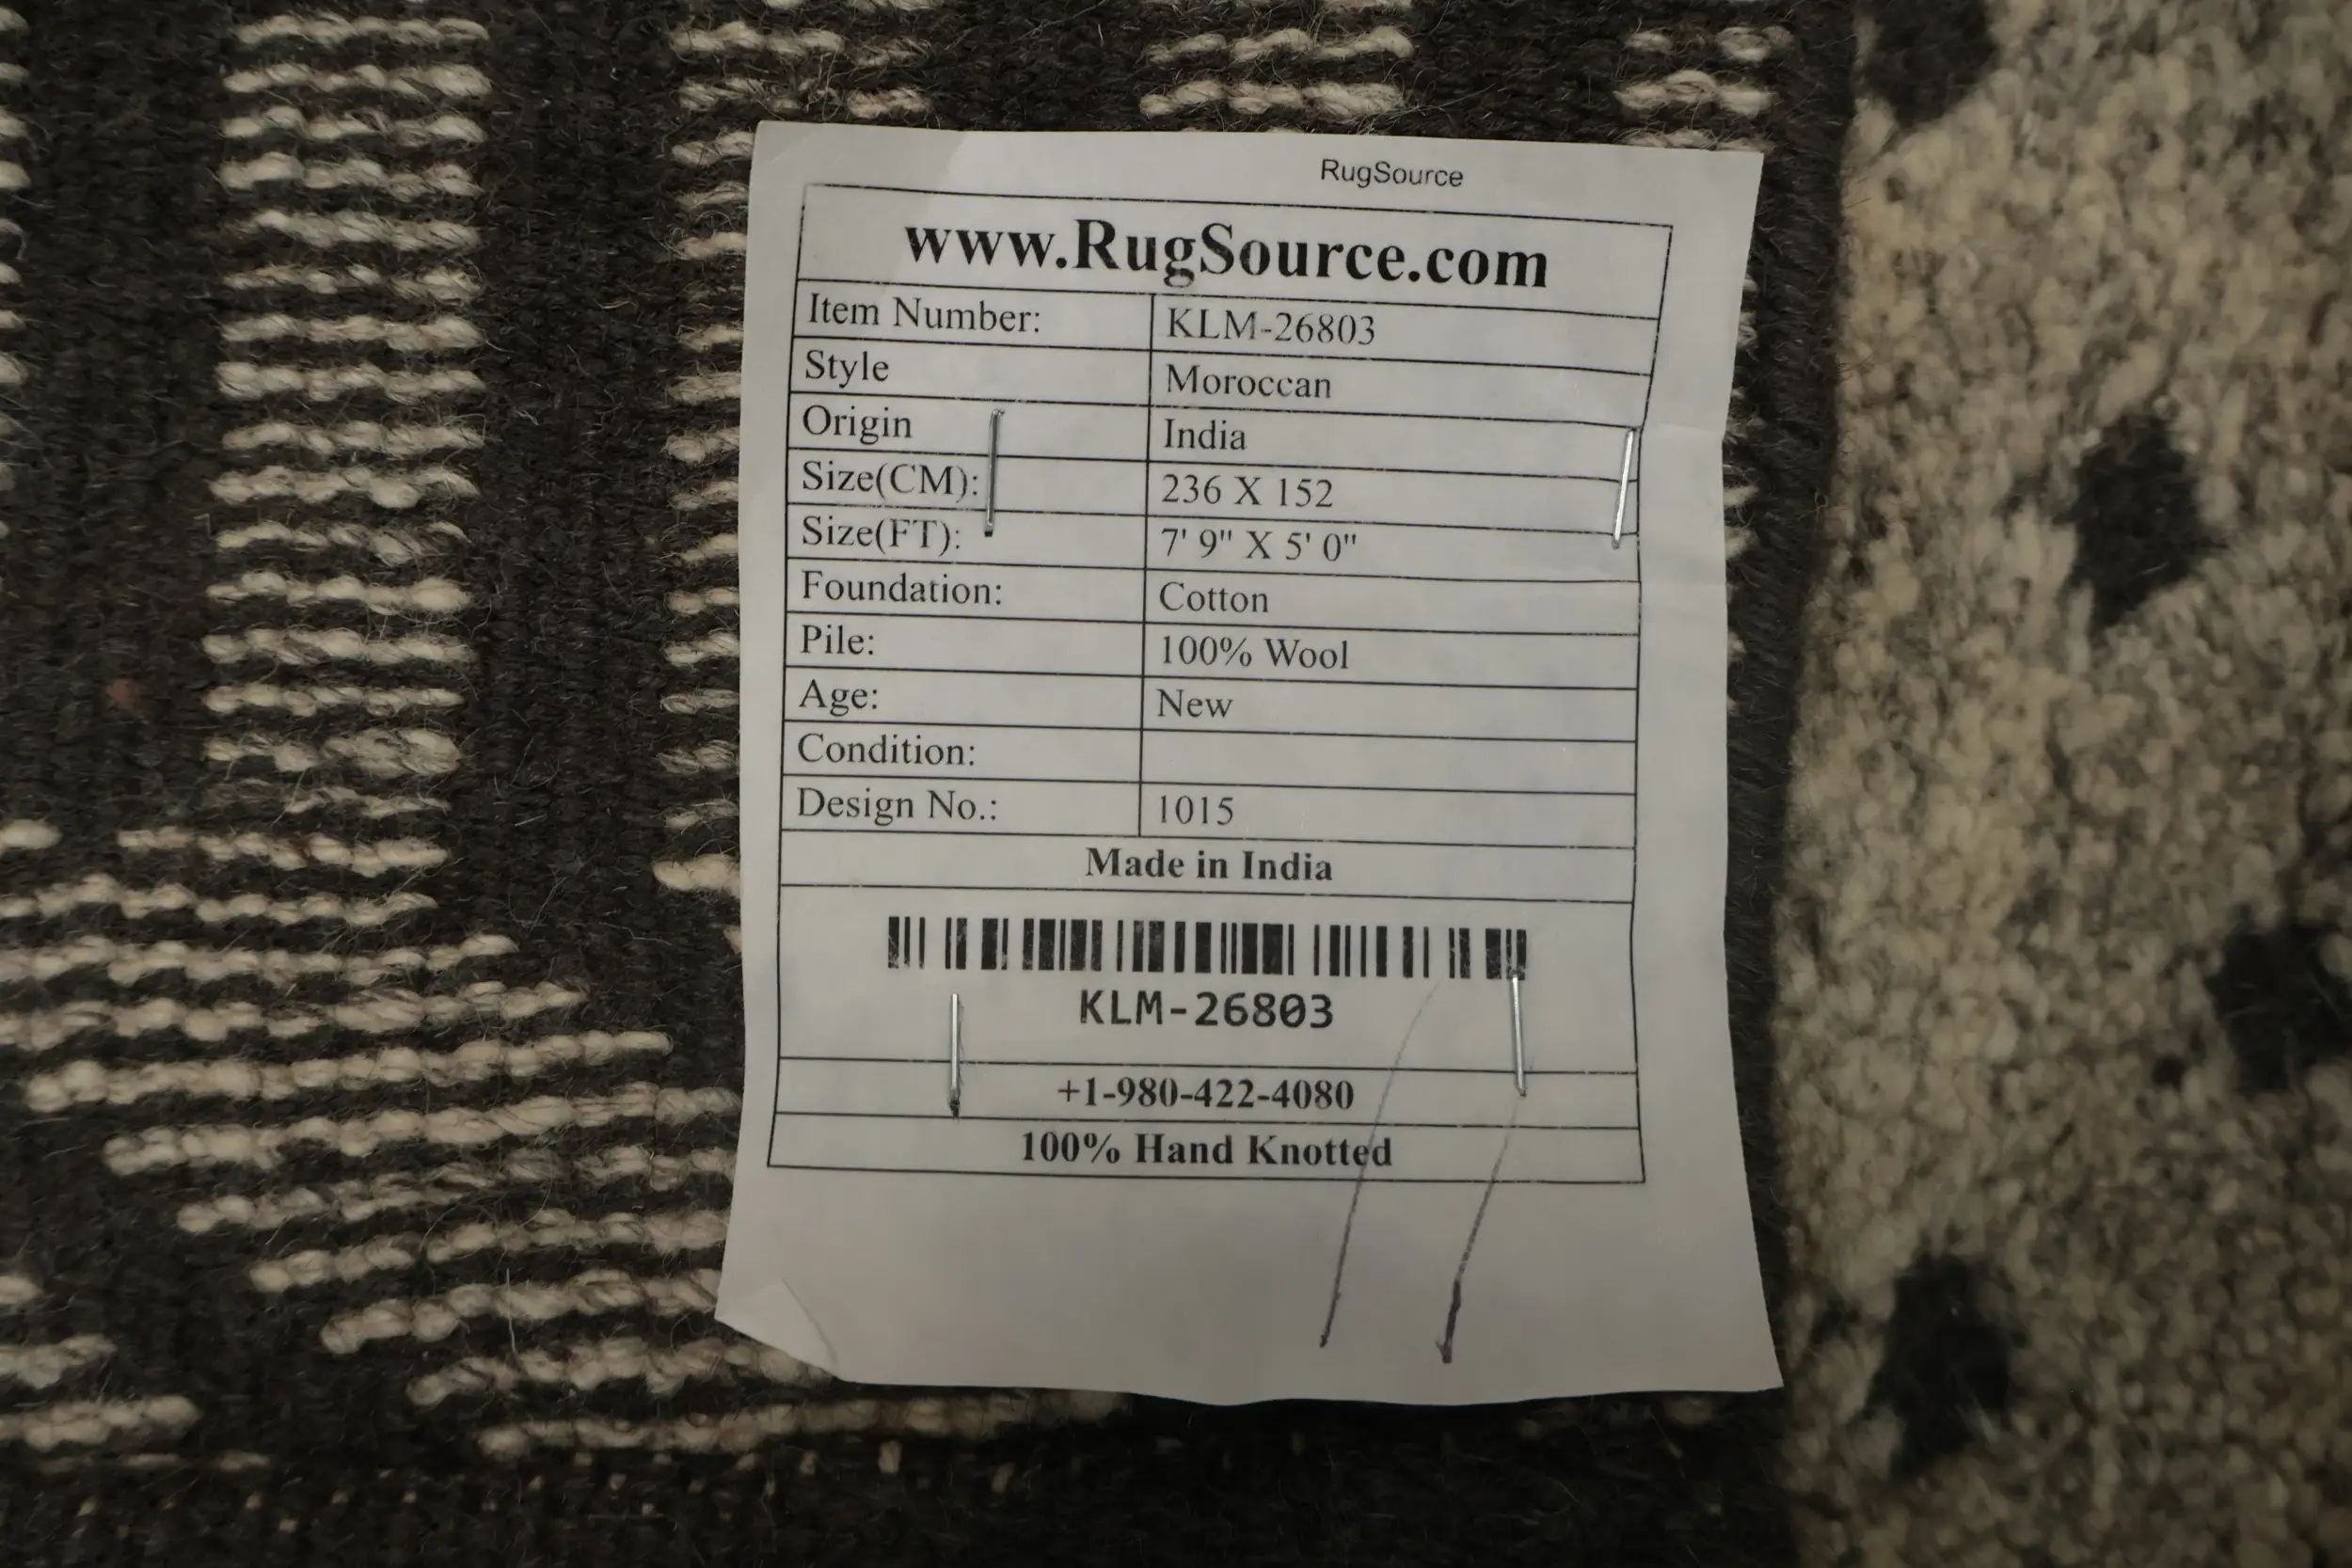 RugSource
www.RugSource.com
Item Number: KLM-26803
Style Moroccan
Origin India
Size(CM): 236 X 152
Size(FT): 7' 9" X 5' 0"
Foundation: Cotton
Pile: 100% Wool
Age: New
Condition:
Design No.: 1015
Made in India
KLM-26803
+1-980-422-4080
100% Hand Knotted